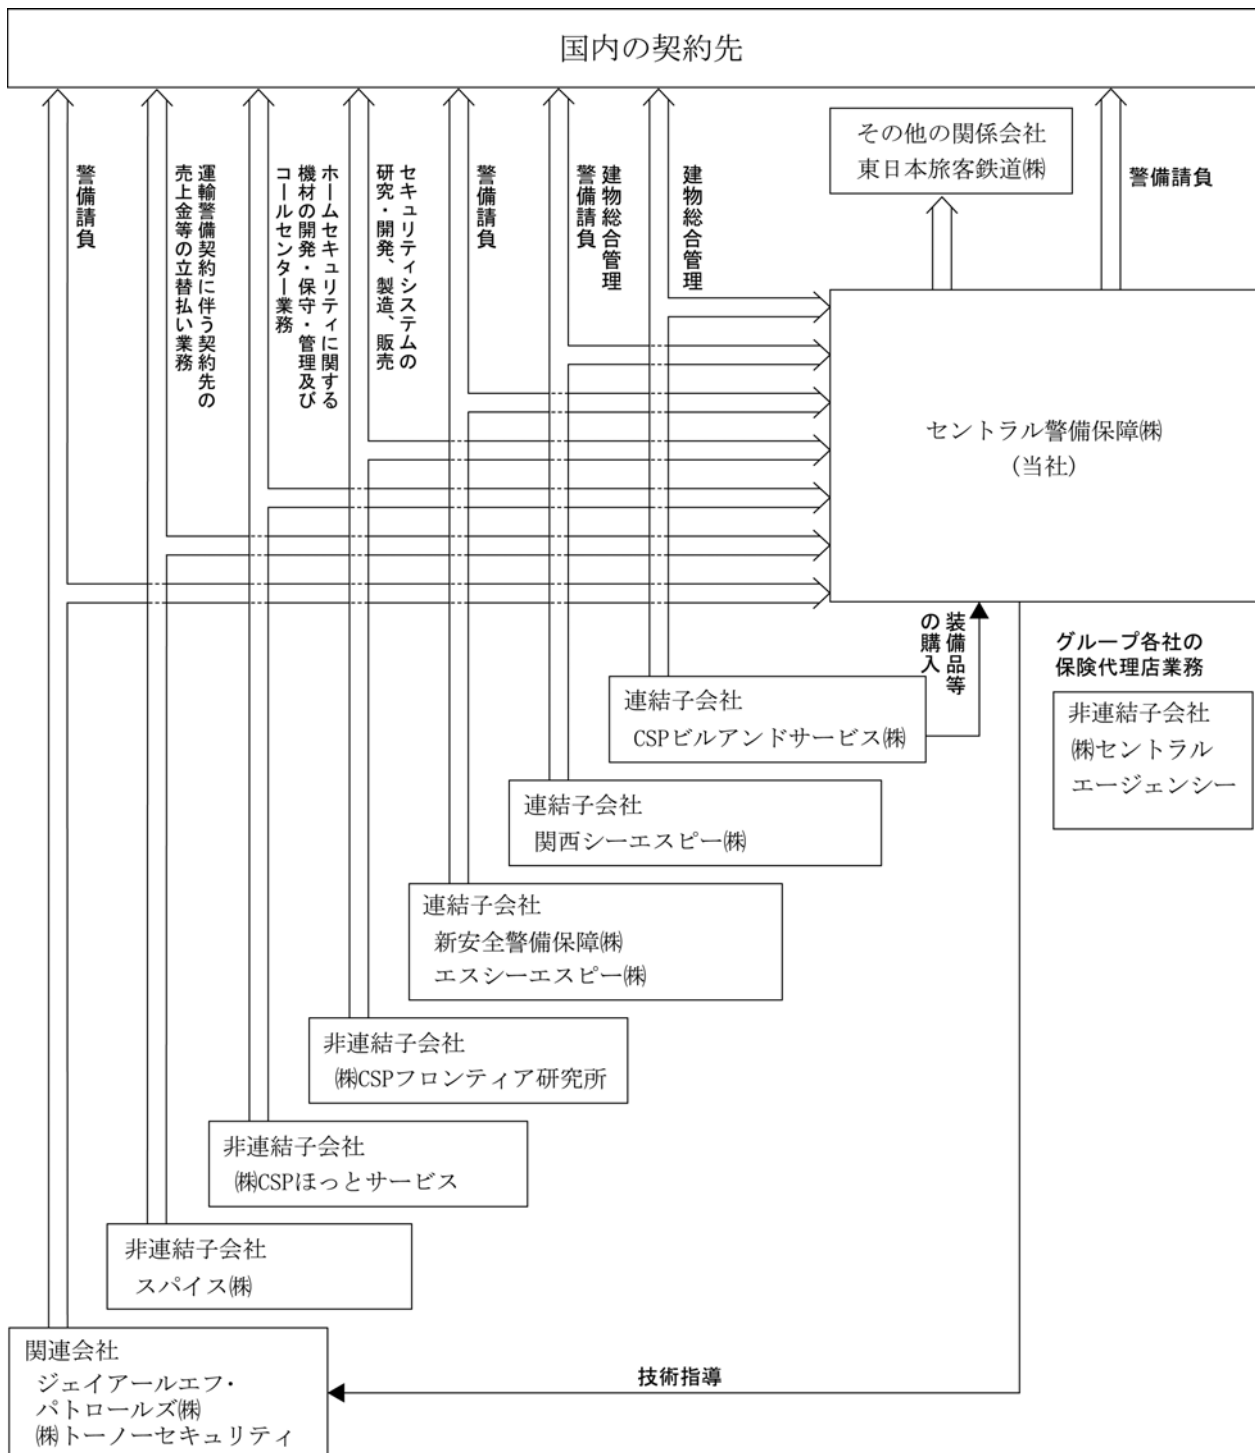 国内の契約先
警備請負
運輸警備契約に伴う契約先の
売上金等の立替払い業務
ホームセキュリティに関する
機材の開発・保守・管理及び
コールセンター業務
セキュリティシステムの
研究・開発、製造、販売
警備請負
建物総合管理
警備請負
建物総合管理
その他の関係会社
東日本旅客鉄道㈱
警備請負
セントラル警備保障㈱
(当社)
装備品等
の購入
グループ各社の
保険代理店業務
非連結子会社
㈱セントラル
エージェンシー
連結子会社
CSPビルアンドサービス㈱
連結子会社
関西シーエスピー㈱
連結子会社
新安全警備保障㈱
エスシーエスピー㈱
非連結子会社
㈱CSPフロンティア研究所
非連結子会社
㈱CSPほっとサービス
非連結子会社
スパイス㈱
関連会社
ジェイアールエフ・
パトロールズ㈱
㈱トーノーセキュリティ
技術指導